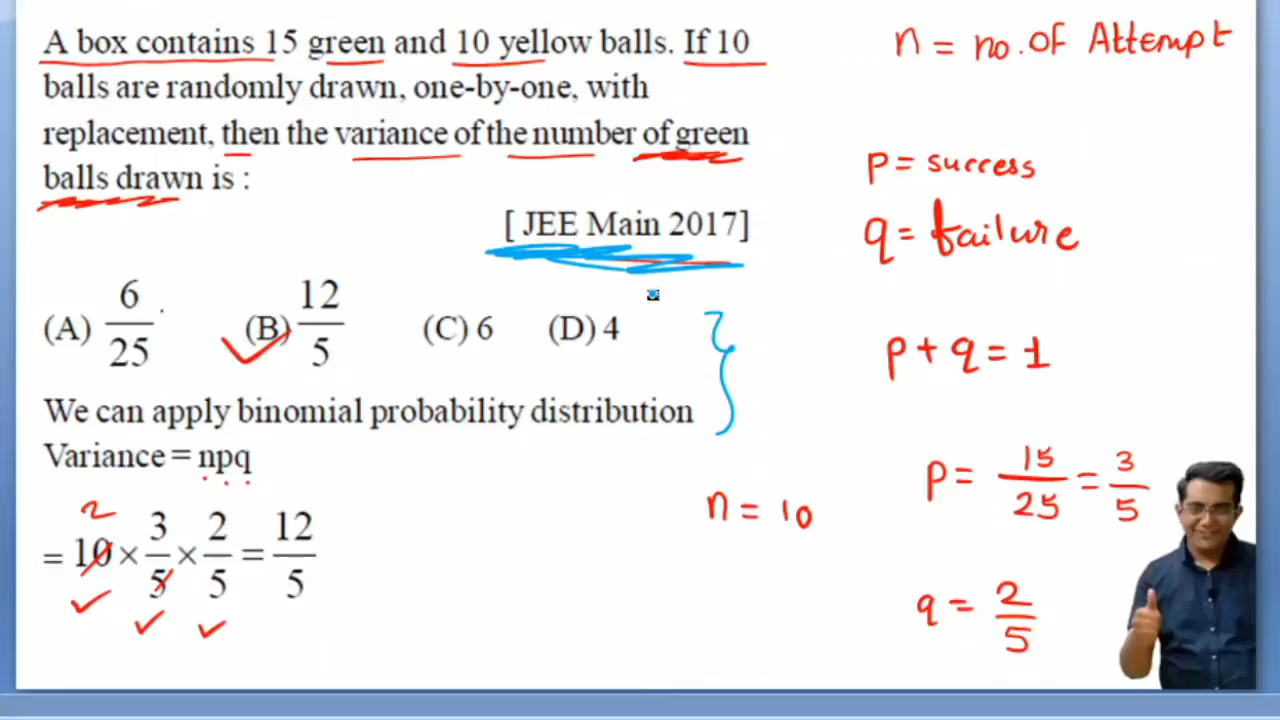 A box contains 15 green and 10 yellow balls. If 10
balls are randomly drawn, one-by-one, with
replacement, then the variance of the number of green
balls drawn is :
[ JEE Main 2017]
(A) 6/25 (B) 12/5 (C) 6 (D) 4
We can apply binomial probability distribution
Variance = npq
2
= 10 × 3/5 × 2/5 = 12/5
n = no. of Attempt
p = success
q = failure
p + q = 1
n = 10
p = 15/25 = 3/5
q = 2/5